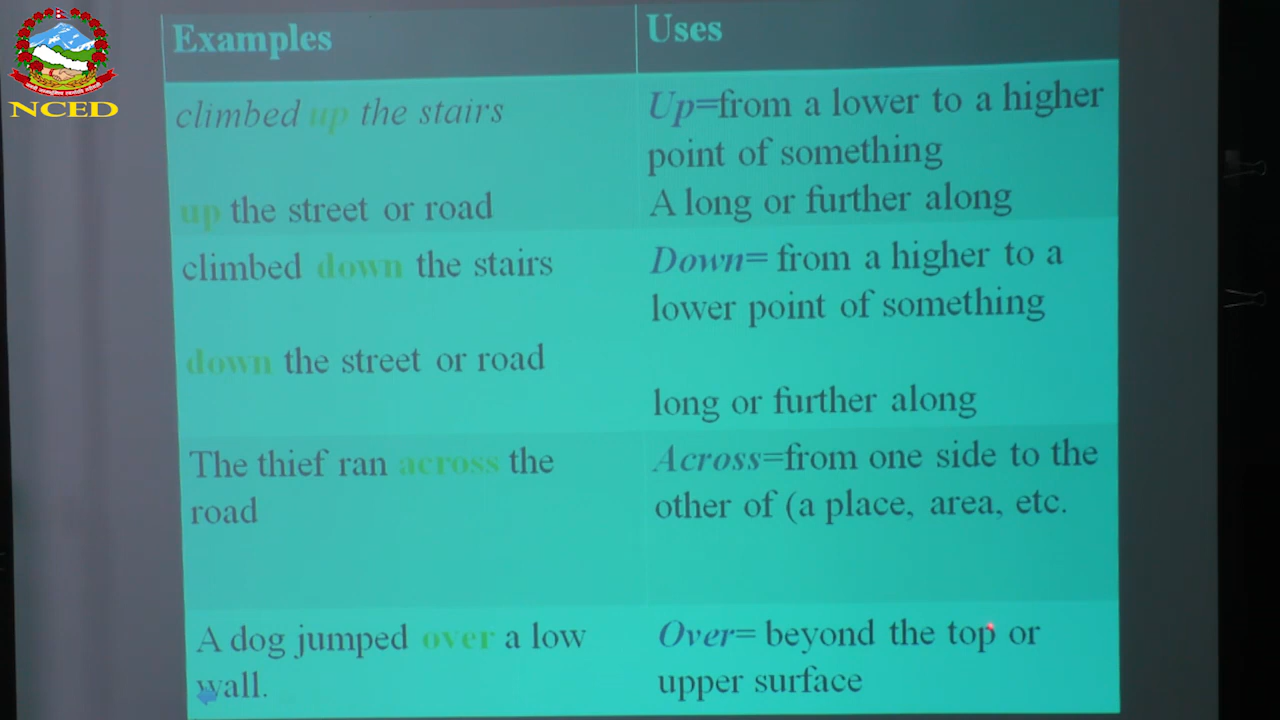 NCED
Examples
Uses
climbed up the stairs
Up=from a lower to a higher
point of something
up the street or road
A long or further along
climbed down the stairs
Down= from a higher to a
lower point of something
down the street or road
long or further along
The thief ran across the
road
Across=from one side to the
other of (a place, area, etc.
A dog jumped over a low
wall.
Over= beyond the top or
upper surface